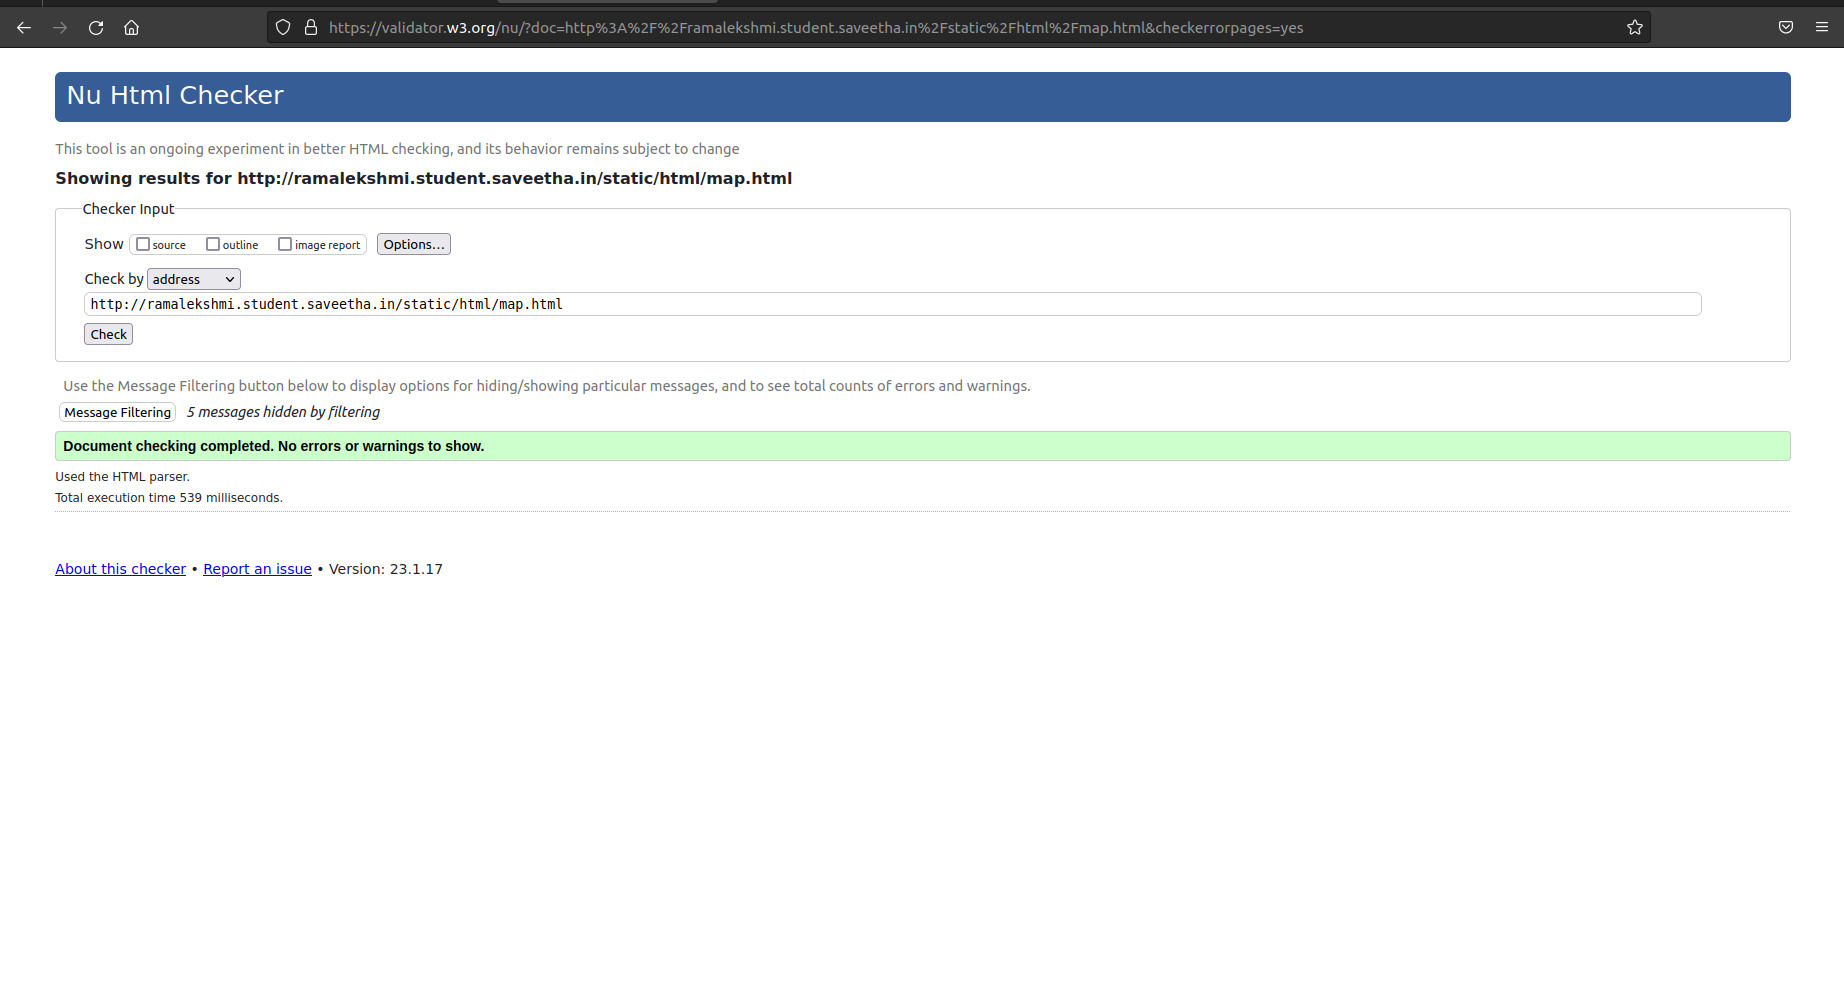 https://validator.w3.org/nu/?doc=http%3A%2F%2Framalekshmi.student.saveetha.in%2Fstatic%2Fhtml%2Fmap.html&checkerrorpages=yes
Nu Html Checker
This tool is an ongoing experiment in better HTML checking, and its behavior remains subject to change
Showing results for http://ramalekshmi.student.saveetha.in/static/html/map.html
Checker Input
Show source outline image report Options...
Check by address
http://ramalekshmi.student.saveetha.in/static/html/map.html
Check
Use the Message Filtering button below to display options for hiding/showing particular messages, and to see total counts of errors and warnings.
Message Filtering 5 messages hidden by filtering
Document checking completed. No errors or warnings to show.
Used the HTML parser.
Total execution time 539 milliseconds.
About this checker • Report an issue • Version: 23.1.17